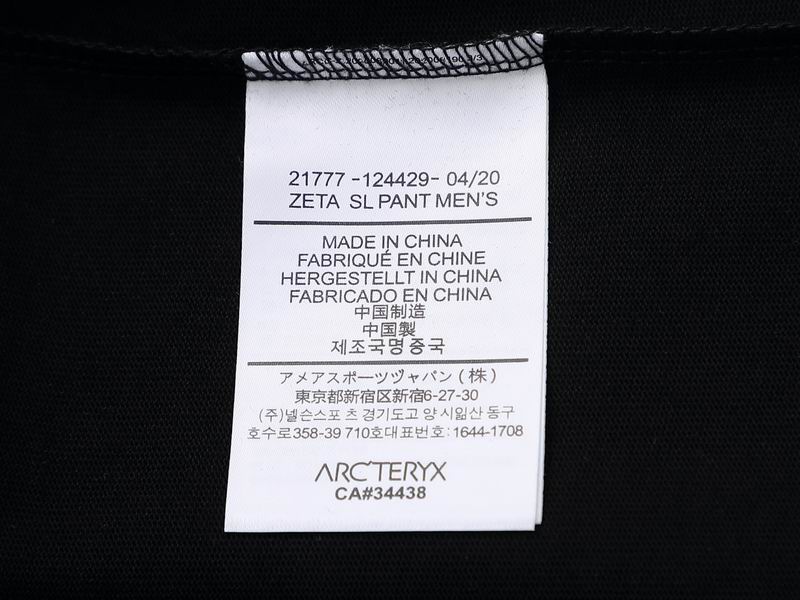 21777 -124429- 04/20
ZETA SL PANT MEN'S
MADE IN CHINA
FABRIQUÉ EN CHINE
HERGESTELLT IN CHINA
FABRICADO EN CHINA
中国制造
中国製
제조국명중국
アメアスポーツヅャパン(株)
東京都新宿区新宿6-27-30
(주)넬슨스포 츠 경기도고 양 시일산 동구
호수로358-39 710호대표번호: 1644-1708
ARC'TERYX
CA#34438